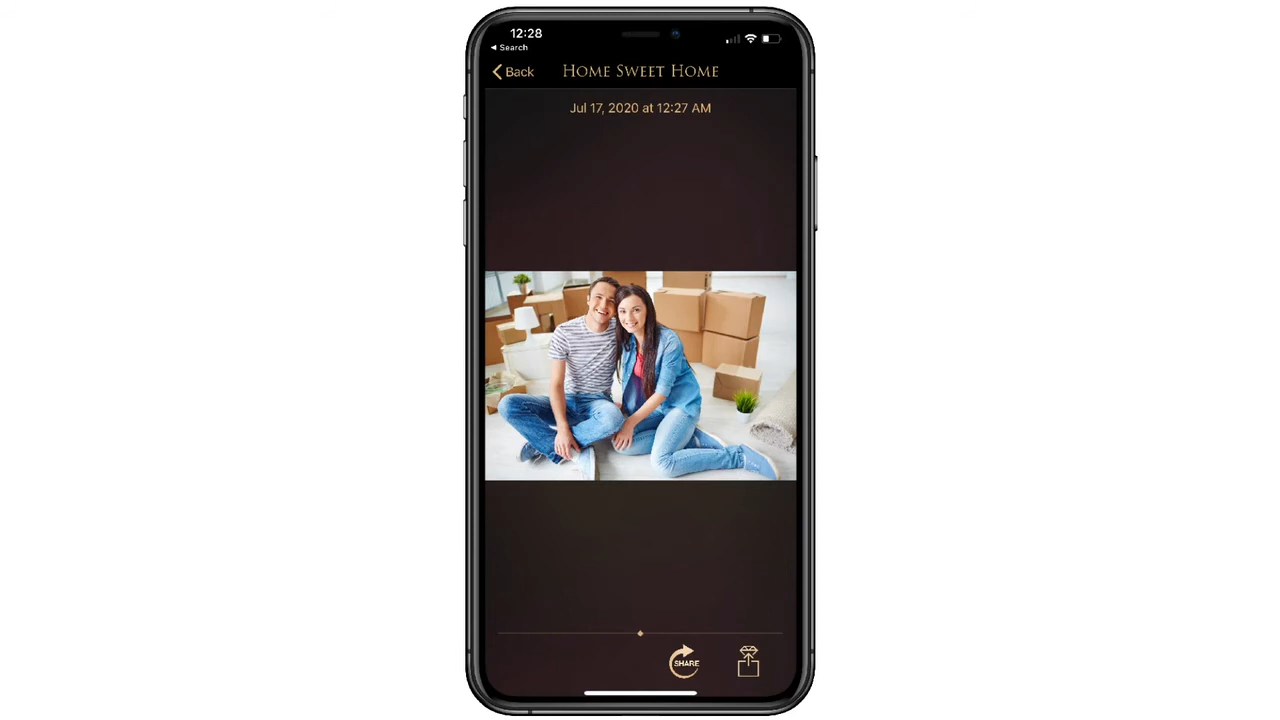 12:28
◀ Search
Back
Home Sweet Home
Jul 17, 2020 at 12:27 AM
SHARE